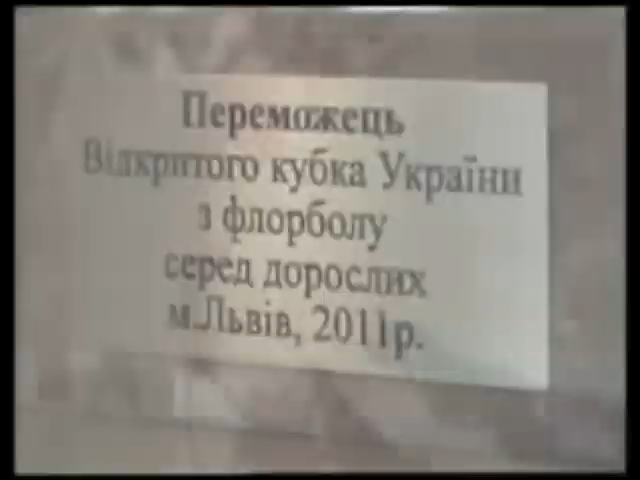 Переможець
Відкритого кубка України
з флорболу
серед дорослих
м.Львів, 2011р.